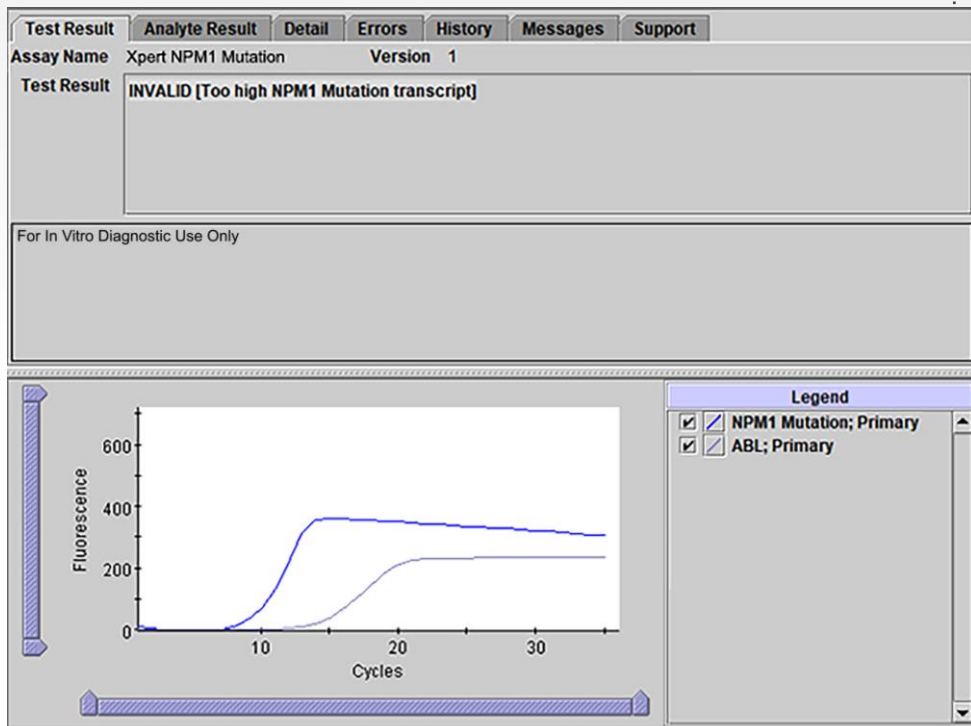 Test Result Analyte Result Detail Errors History Messages Support
Assay Name Xpert NPM1 Mutation Version 1
Test Result INVALID [Too high NPM1 Mutation transcript]
For In Vitro Diagnostic Use Only
Legend
NPM1 Mutation; Primary
ABL; Primary
Fluorescence
600
400
200
0
10 20 30
Cycles